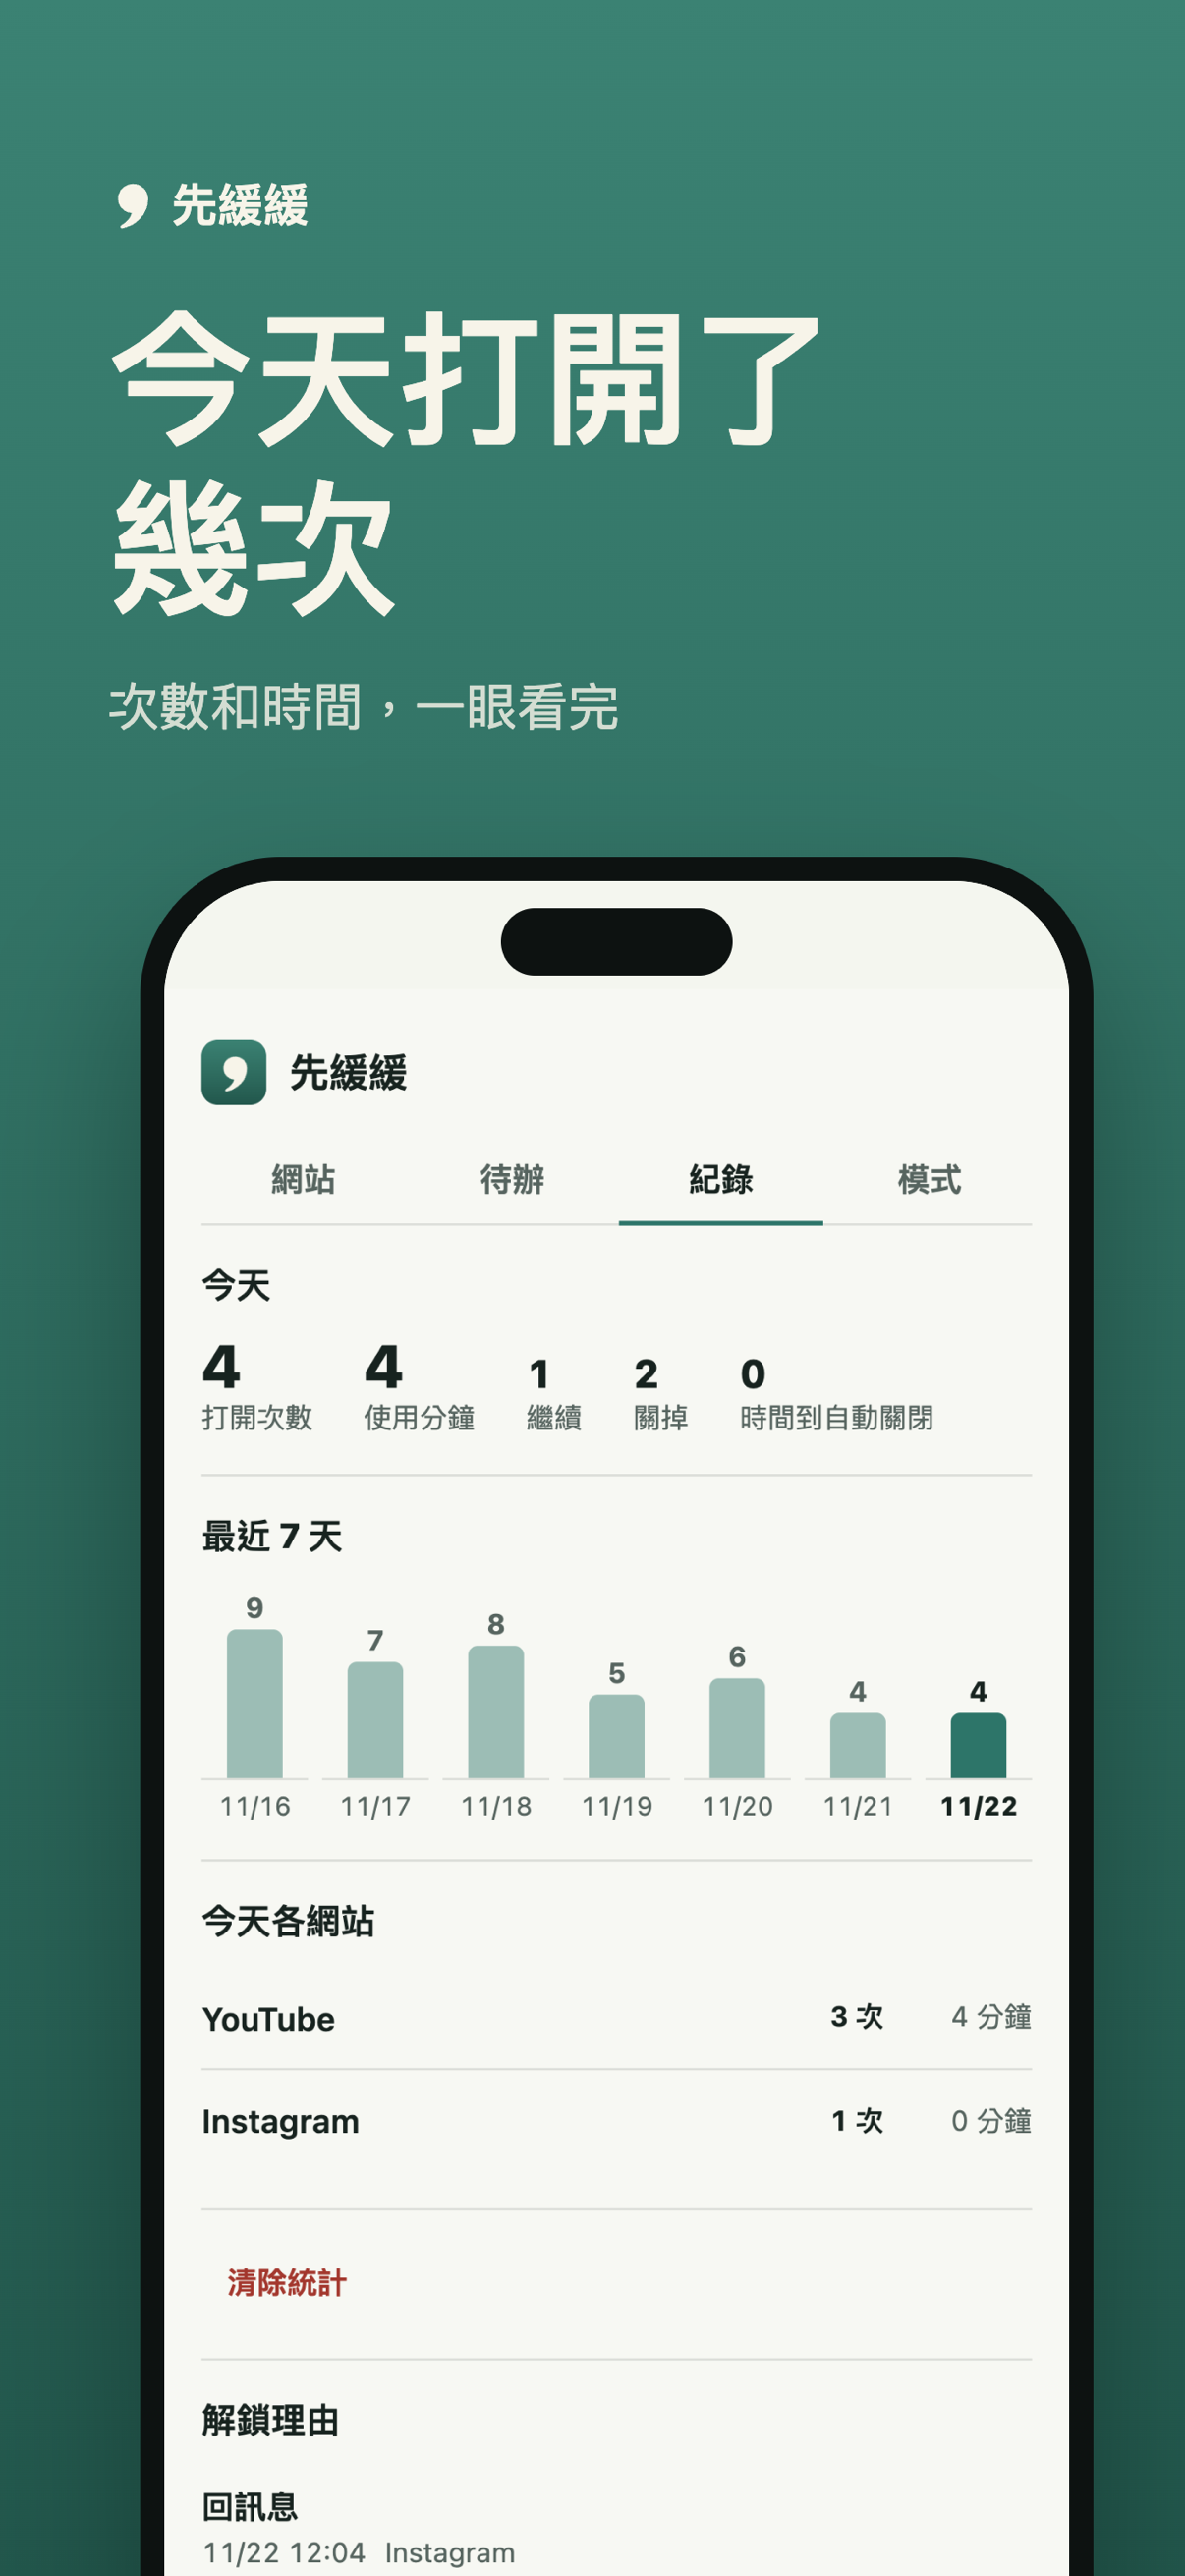 先緩緩
今天打開了
幾次
次數和時間，一眼看完
先緩緩
網站 待辦 紀錄 模式
今天
4 4 1 2 0
打開次數 使用分鐘 繼續 關掉 時間到自動關閉
最近 7 天
9 7 8 5 6 4 4
11/16 11/17 11/18 11/19 11/20 11/21 11/22
今天各網站
YouTube 3 次 4 分鐘
Instagram 1 次 0 分鐘
清除統計
解鎖理由
回訊息
11/22 12:04 Instagram